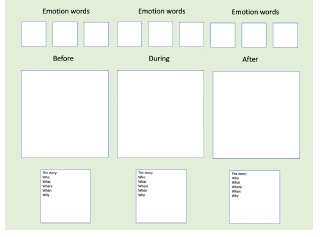 Emotion words
Emotion words
Emotion words
Before
During
After
The story:
Who
What
Where
When
Why
The story:
Who
What
Where
When
Why
The story:
Who
What
Where
When
Why